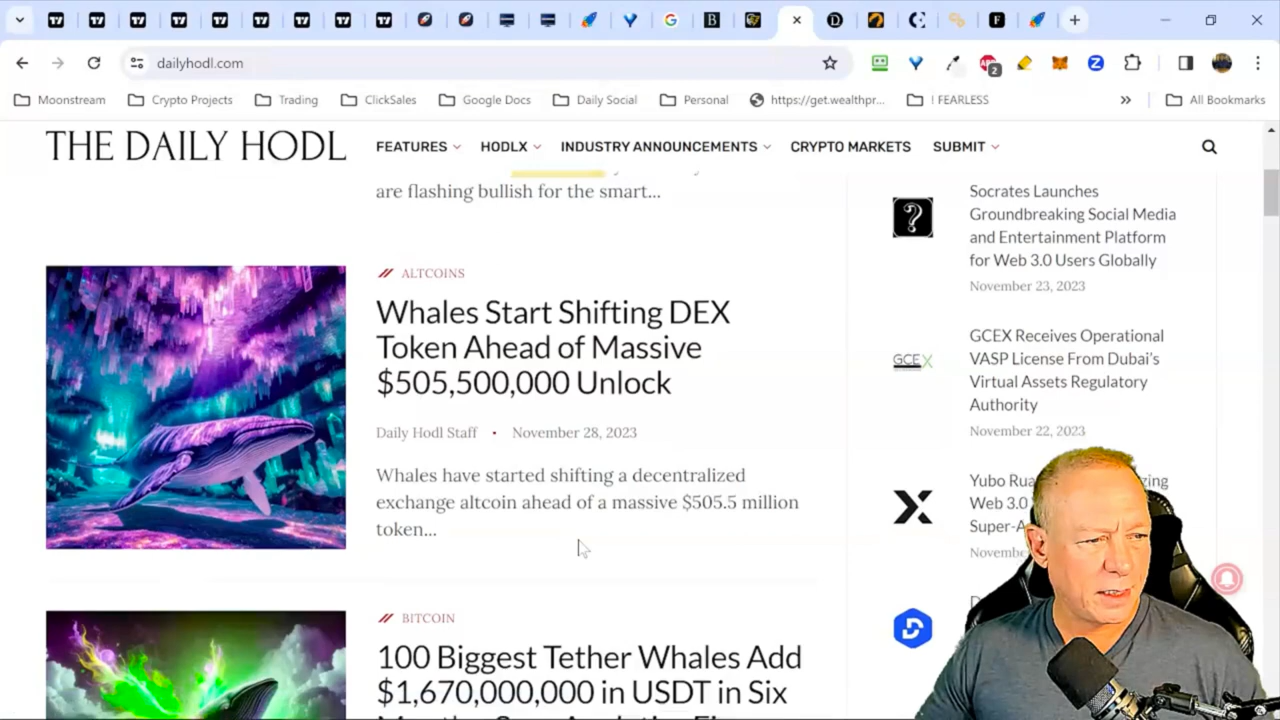 2
dailyhodl.com
Moonstream
Crypto Projects
Trading
ClickSales
Google Docs
Daily Social
Personal
https://get.wealthpr...
! FEARLESS
»
All Bookmarks
THE DAILY HODL
FEATURES
HODLX
INDUSTRY ANNOUNCEMENTS
CRYPTO MARKETS
SUBMIT
are flashing bullish for the smart...
ALTCOINS
Whales Start Shifting DEX
Token Ahead of Massive
$505,500,000 Unlock
Daily Hodl Staff • November 28, 2023
Whales have started shifting a decentralized
exchange altcoin ahead of a massive $505.5 million
token...
BITCOIN
100 Biggest Tether Whales Add
$1,670,000,000 in USDT in Six
Socrates Launches
Groundbreaking Social Media
and Entertainment Platform
for Web 3.0 Users Globally
November 23, 2023
GCEX
GCEX Receives Operational
VASP License From Dubai's
Virtual Assets Regulatory
Authority
November 22, 2023
Yubo
Web 3.0